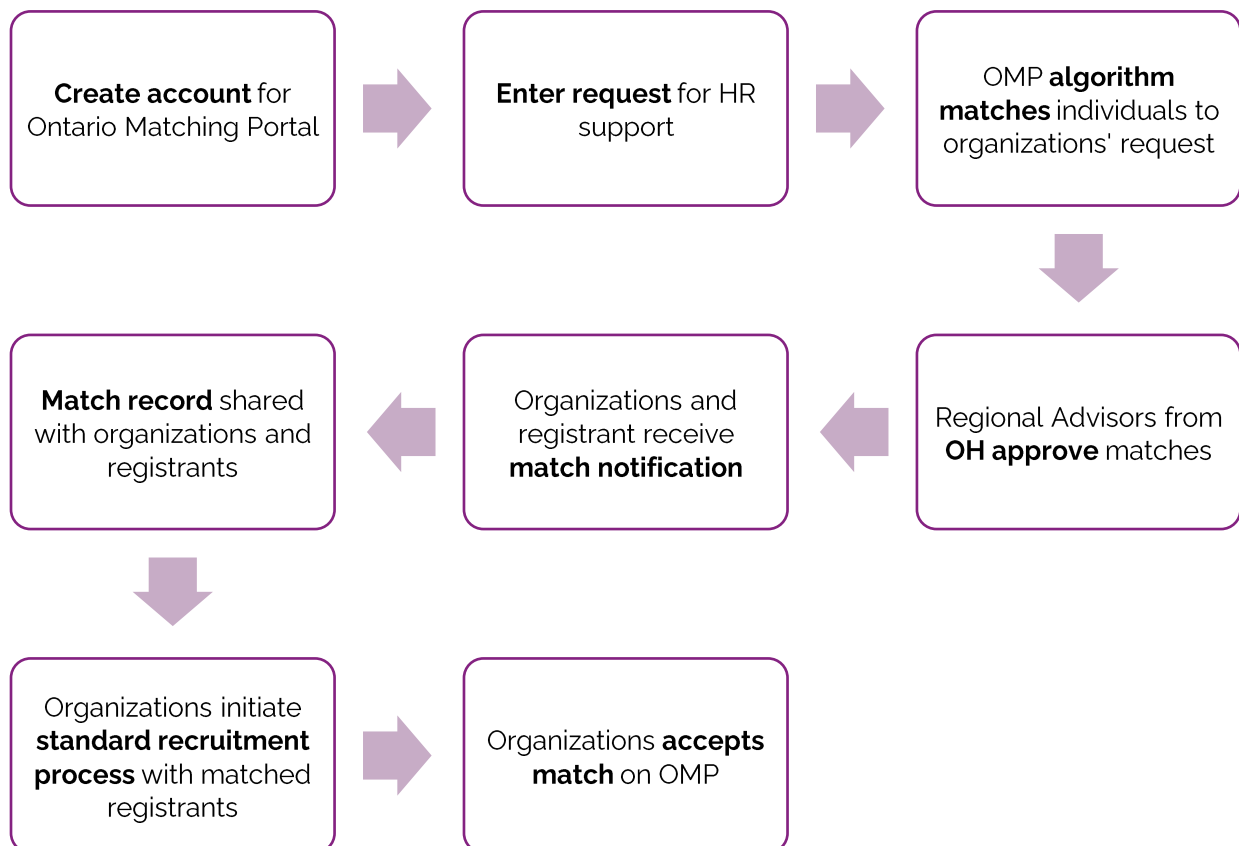 Create account for
Ontario Matching Portal
Enter request for HR
support
OMP algorithm
matches individuals to
organizations' request
Regional Advisors from
OH approve matches
Organizations and
registrant receive
match notification
Match record shared
with organizations and
registrants
Organizations initiate
standard recruitment
process with matched
registrants
Organizations accepts
match on OMP